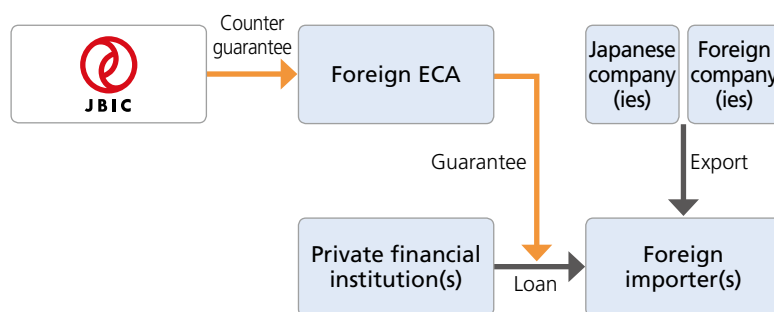 Counter
guarantee
JBIC
Foreign ECA
Japanese
company
(ies)
Foreign
company
(ies)
Guarantee
Export
Private financial
institution(s)
Loan
Foreign
importer(s)